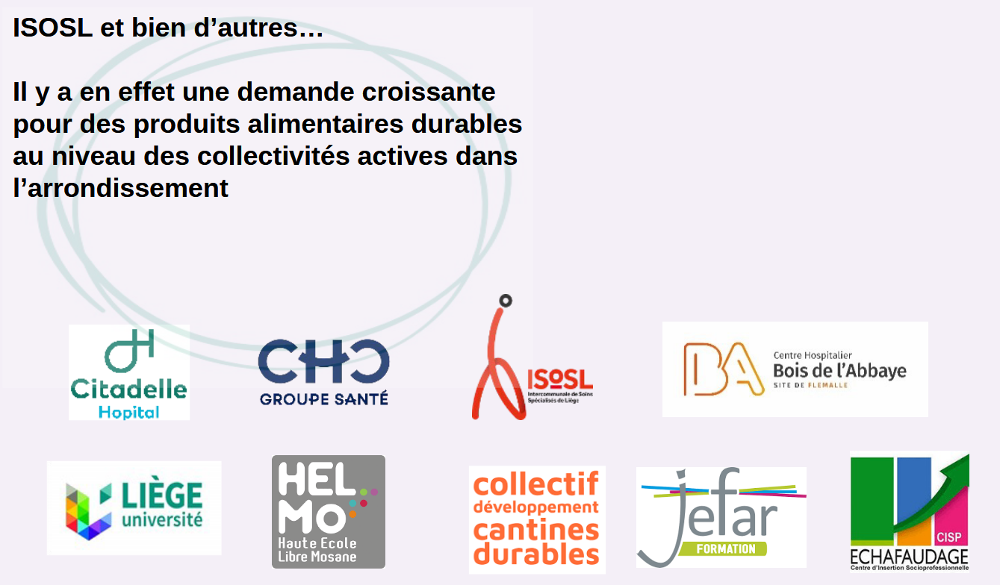 ISOSL et bien d’autres…
Il y a en effet une demande croissante
pour des produits alimentaires durables
au niveau des collectivités actives dans
l’arrondissement
Citadelle
Hopital
CHC
GROUPE SANTÉ
ISoSL
Intercommunale de Soins
Spécialisés de Liège
BA
Centre Hospitalier
Bois de l’Abbaye
SITE DE FLEMALLE
LIÈGE
université
HEL
MO
Haute Ecole
Libre Mosane
collectif
développement
cantines
durables
jefar
FORMATION
CISP
ECHAFAUDAGE
Centre d'Insertion Socioprofessionnelle